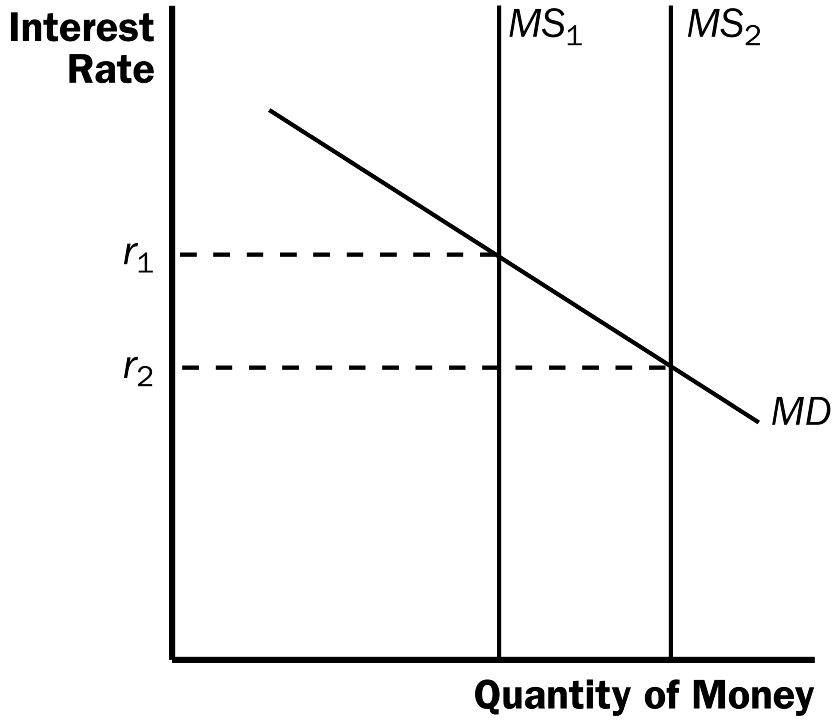 Interest
Rate
MS₁
MS₂
r₁
r₂
MD
Quantity of Money